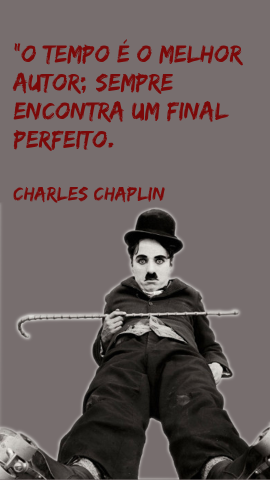 "O TEMPO É O MELHOR
AUTOR; SEMPRE
ENCONTRA UM FINAL
PERFEITO.
CHARLES CHAPLIN